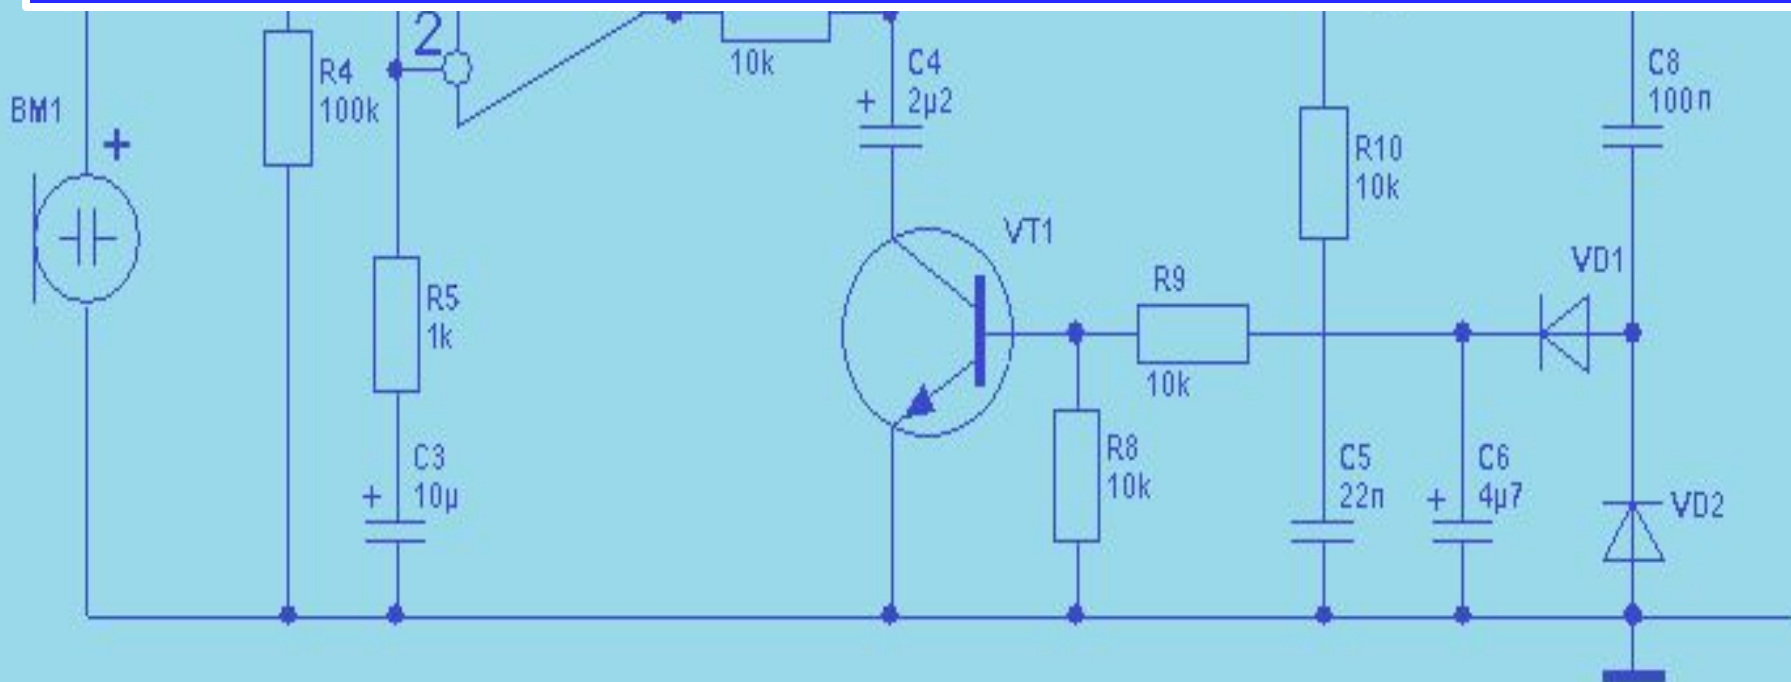 2
10k
C4
+ 2µ2
C8
100n
R4
100k
BM1
+
R10
10k
VT1
VD1
R9
10k
R5
1k
R8
10k
C3
+ 10µ
C5
22n
C6
+ 4µ7
VD2